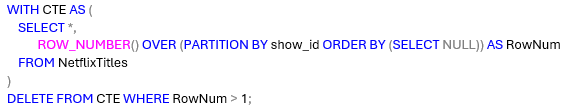 WITH CTE AS (
SELECT *,
ROW_NUMBER() OVER (PARTITION BY show_id ORDER BY (SELECT NULL)) AS RowNum
FROM NetflixTitles
)
DELETE FROM CTE WHERE RowNum > 1;